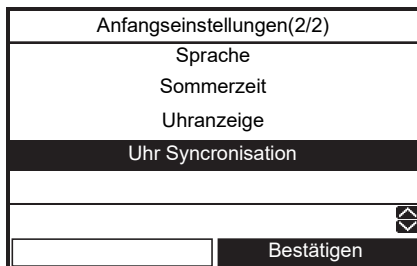 Anfangseinstellungen(2/2)
Sprache
Sommerzeit
Uhranzeige
Uhr Syncronisation
Bestätigen